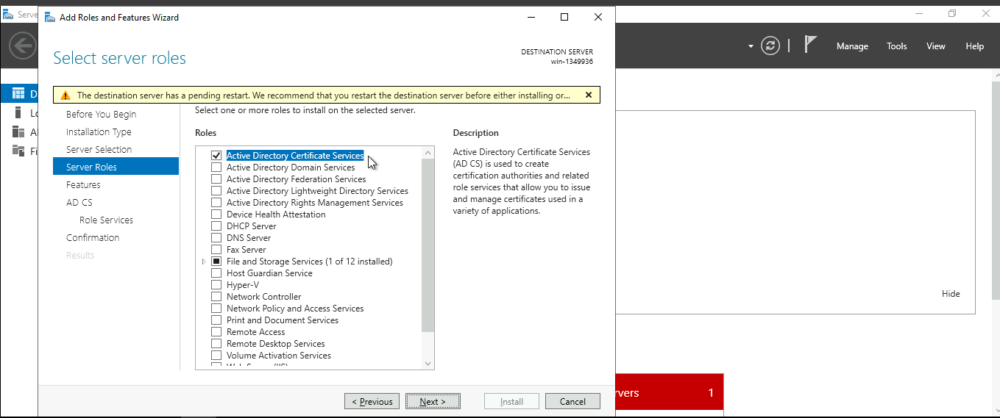 Serve
Add Roles and Features Wizard
Manage
Tools
View
Help
Select server roles
DESTINATION SERVER
win-1349936
The destination server has a pending restart. We recommend that you restart the destination server before either installing or...
D
Lo
A
Fi
Before You Begin
Installation Type
Server Selection
Server Roles
Features
AD CS
Role Services
Confirmation
Results
Select one or more roles to install on the selected server.
Roles
Active Directory Certificate Services
Active Directory Domain Services
Active Directory Federation Services
Active Directory Lightweight Directory Services
Active Directory Rights Management Services
Device Health Attestation
DHCP Server
DNS Server
Fax Server
File and Storage Services (1 of 12 installed)
Host Guardian Service
Hyper-V
Network Controller
Network Policy and Access Services
Print and Document Services
Remote Access
Remote Desktop Services
Volume Activation Services
Web Server (IIS)
Description
Active Directory Certificate Services
(AD CS) is used to create
certification authorities and related
role services that allow you to issue
and manage certificates used in a
variety of applications.
Hide
rvers 1
< Previous
Next >
Install
Cancel